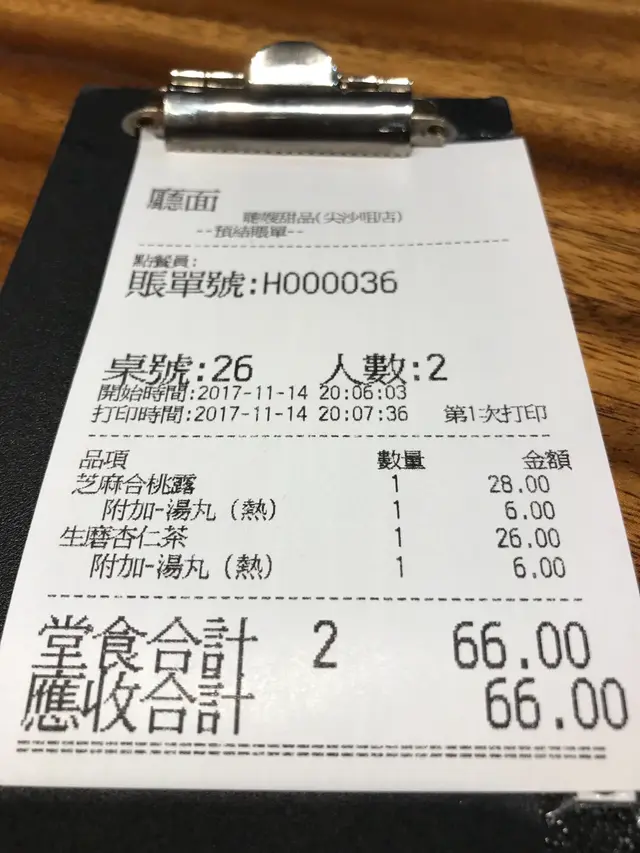 廳面
甜品(尖沙咀店)
--預結賬單--
點餐員:
賬單號:H000036
桌號:26 人數:2
開始時間:2017-11-14 20:06:03
打印時間:2017-11-14 20:07:36 第1次打印
品項 數量 金額
芝麻合桃露 1 28.00
附加-湯丸（熱） 1 6.00
生磨杏仁茶 1 26.00
附加-湯丸（熱） 1 6.00
堂食合計 2 66.00
應收合計 66.00